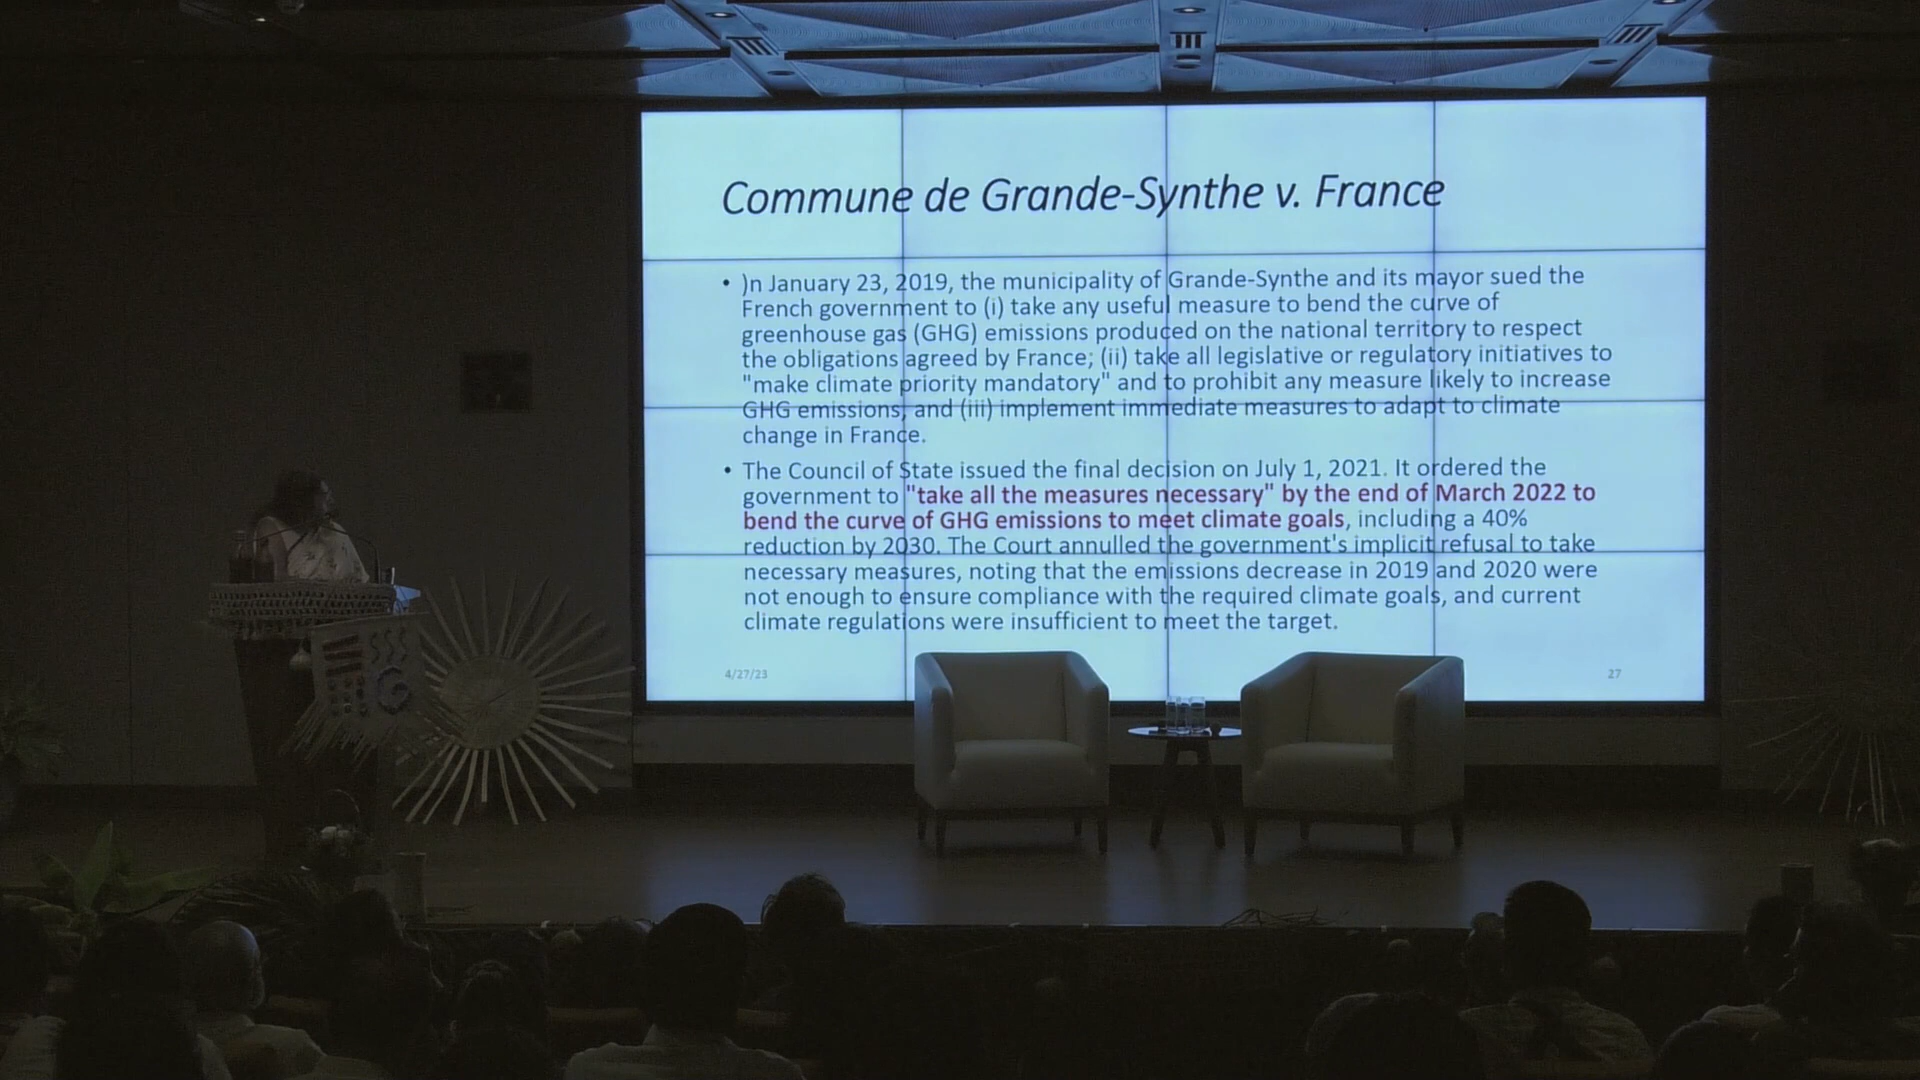 Commune de Grande-Synthe v. France
• )n January 23, 2019, the municipality of Grande-Synthe and its mayor sued the
French government to (i) take any useful measure to bend the curve of
greenhouse gas (GHG) emissions produced on the national territory to respect
the obligations agreed by France; (ii) take all legislative or regulatory initiatives to
"make climate priority mandatory" and to prohibit any measure likely to increase
GHG emissions, and (iii) implement immediate measures to adapt to climate
change in France.
• The Council of State issued the final decision on July 1, 2021. It ordered the
government to "take all the measures necessary" by the end of March 2022 to
bend the curve of GHG emissions to meet climate goals, including a 40%
reduction by 2030. The Court annulled the government's implicit refusal to take
necessary measures, noting that the emissions decrease in 2019 and 2020 were
not enough to ensure compliance with the required climate goals, and current
climate regulations were insufficient to meet the target.
4/27/23
27